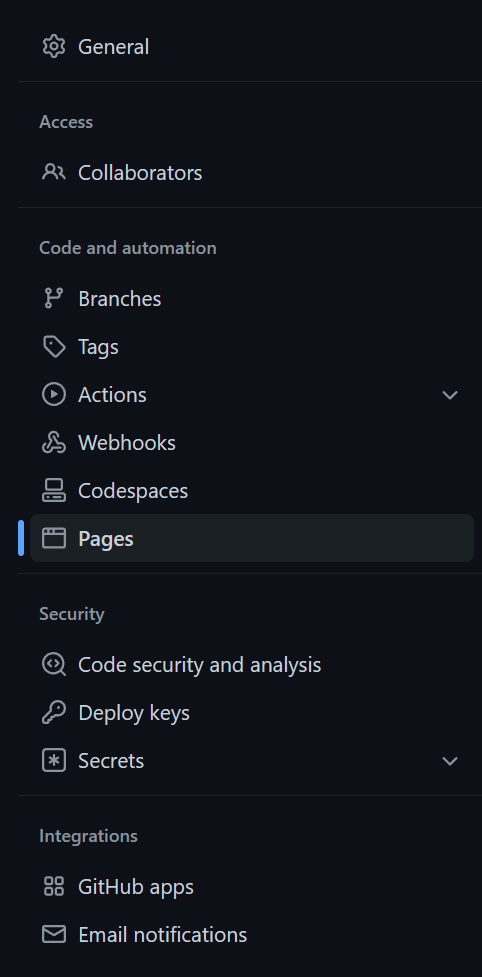 General
Access
Collaborators
Code and automation
Branches
Tags
Actions
Webhooks
Codespaces
Pages
Security
Code security and analysis
Deploy keys
Secrets
Integrations
GitHub apps
Email notifications